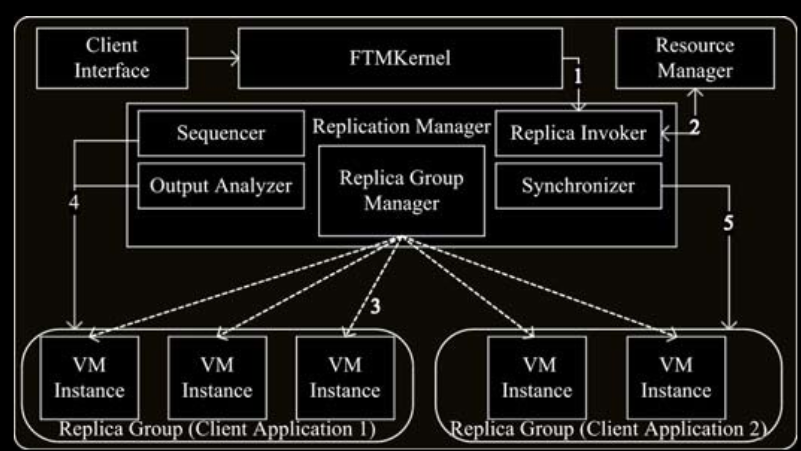 Client
Interface
FTMKernel
Resource
Manager
1
Sequencer
Replication Manager
Replica Invoker
2
Output Analyzer
Replica Group
Manager
Synchronizer
4
5
3
VM
Instance
VM
Instance
VM
Instance
VM
Instance
VM
Instance
Replica Group (Client Application 1)
Replica Group (Client Application 2)